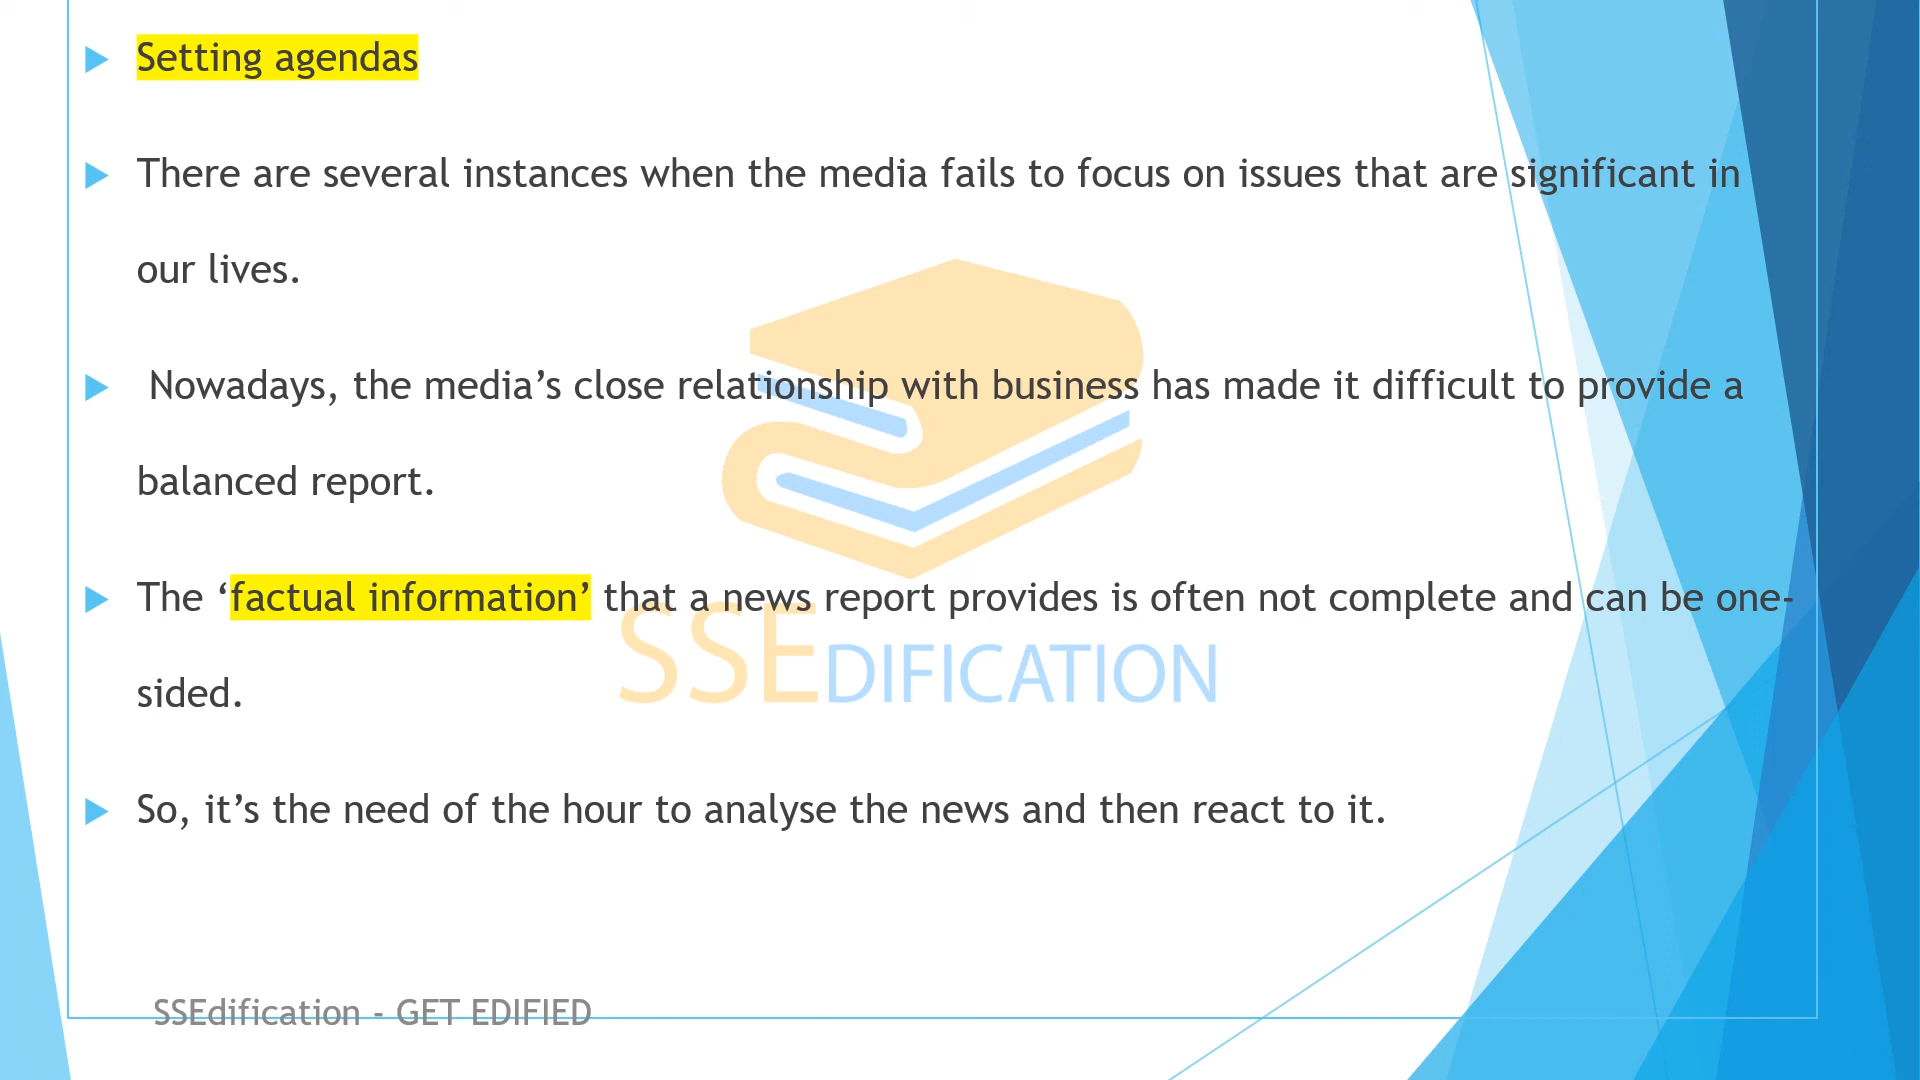 Setting agendas
There are several instances when the media fails to focus on issues that are significant in
our lives.
Nowadays, the media’s close relationship with business has made it difficult to provide a
balanced report.
The ‘factual information’ that a news report provides is often not complete and can be one-
sided.
SSEDIFICATION
So, it’s the need of the hour to analyse the news and then react to it.
SSEdification - GET EDIFIED